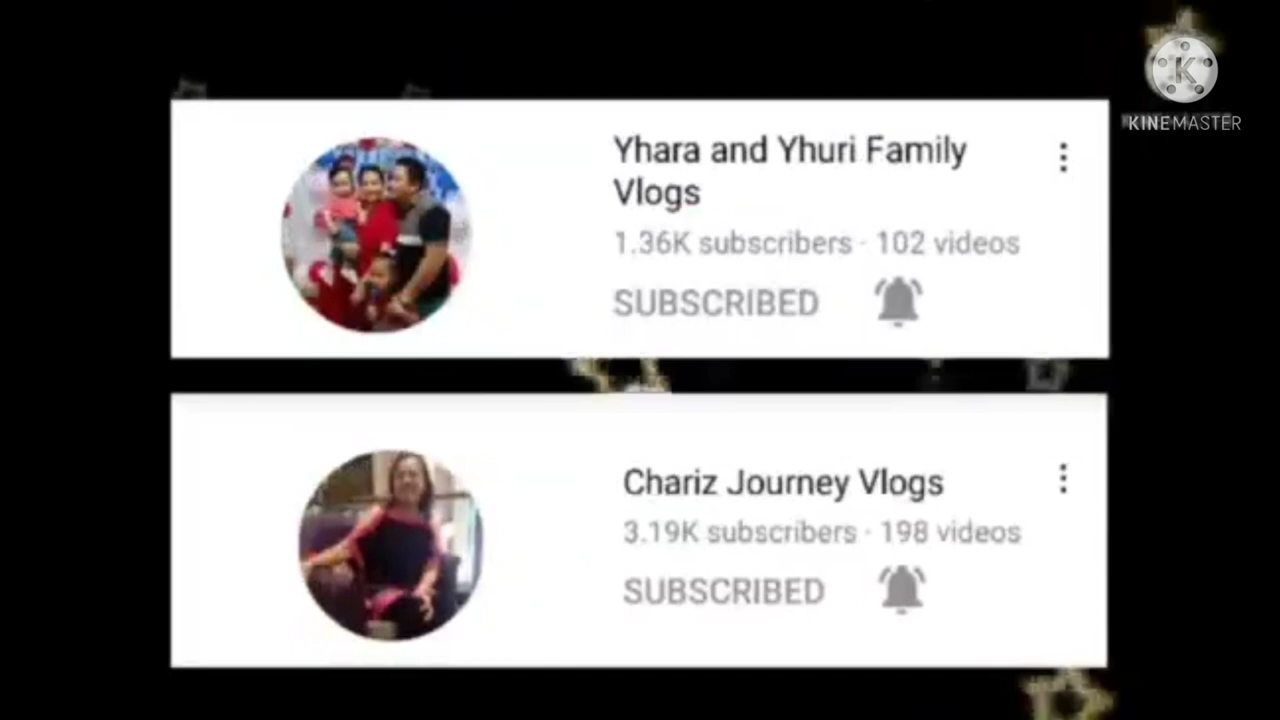 K
KINEMASTER
Yhara and Yhuri Family
Vlogs
1.36K subscribers · 102 videos
SUBSCRIBED
Chariz Journey Vlogs
3.19K subscribers · 198 videos
SUBSCRIBED